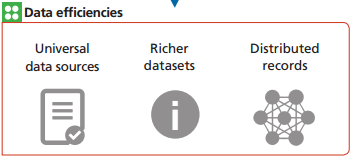 Data efficiencies
Universal
data sources
Richer
datasets
Distributed
records
i